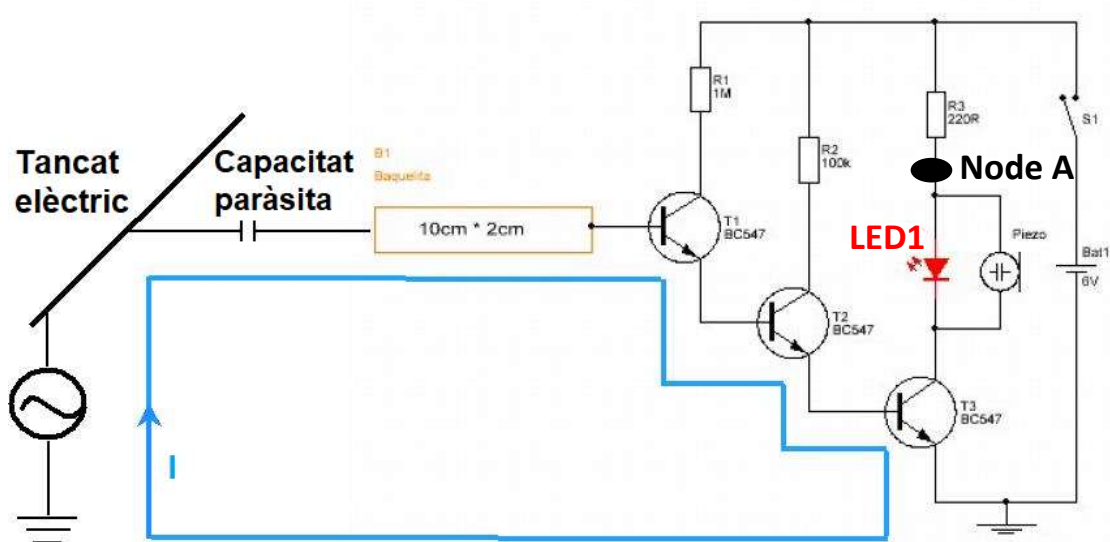 Tancat
elèctric
Capacitat
paràsita
B1
Baquelita
10cm * 2cm
R1
1M
T1
BC547
R2
100k
T2
BC547
R3
220R
Node A
LED1
Piezo
T3
BC547
S1
Bat1
6V
I